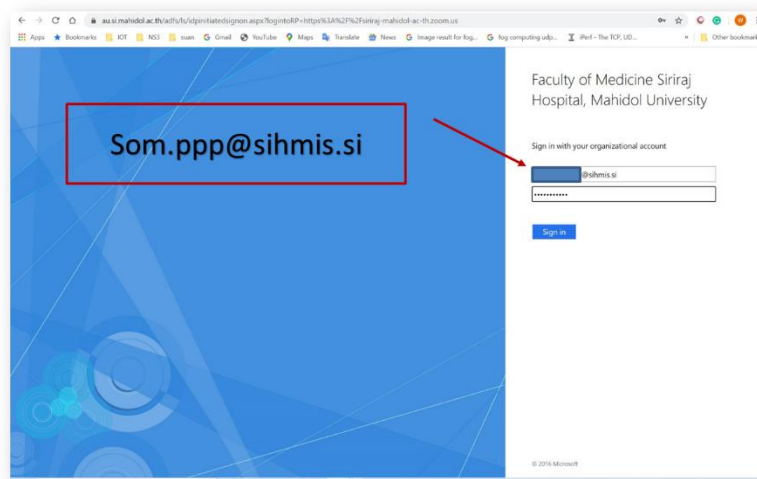 au.si.mahidol.ac.th/adfs/ls/idpinitiatedsignon.aspx?logintoRP=https%3A%2F%2Fsiriraj-mahidol-ac-th.zoom.us
Apps Bookmarks IOT NS3 suan Gmail YouTube Maps Translate News Image result for fog... fog computing udp... iPerf - The TCP, UD... » Other bookmark
Faculty of Medicine Siriraj
Hospital, Mahidol University
Som.ppp@sihmis.si
Sign in with your organizational account
@sihmis.si
Sign in
© 2016 Microsoft